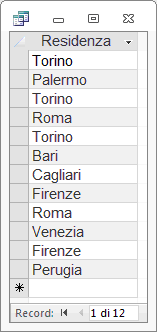 Residenza
Torino
Palermo
Torino
Roma
Torino
Bari
Cagliari
Firenze
Roma
Venezia
Firenze
Perugia
Record: 1 di 12